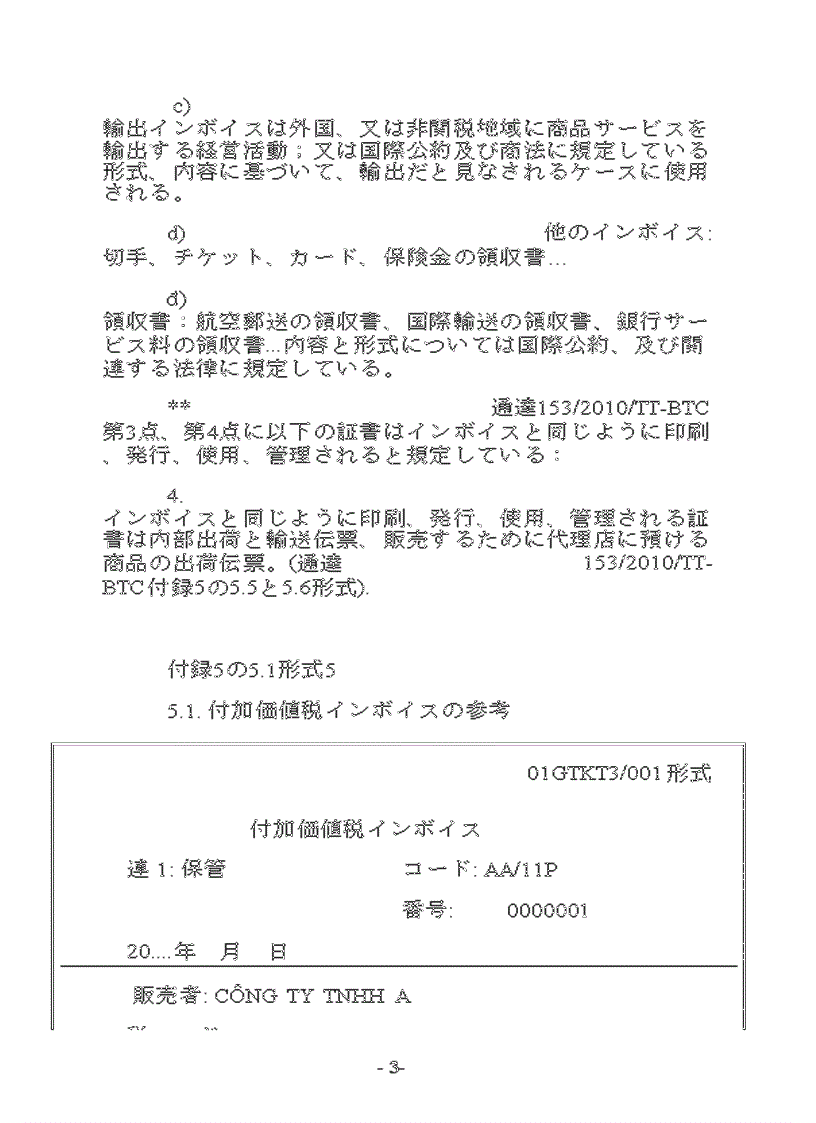 c)
輸出インボイスは外国、又は非関税地域に商品サービスを
輸出する経営活動；又は国際公約及び商法に規定している
形式、内容に基づいて、輸出だと見なされるケースに使用
される。
d) 他のインボイス:
切手、チケット、カード、保険金の領収書...
đ)
領収書：航空郵送の領収書、国際輸送の領収書、銀行サー
ビス料の領収書...内容と形式については国際公約、及び関
達する法律に規定している。
** 通達153/2010/TT-BTC
第3点、第4点に以下の証書はインボイスと同じように印刷
、発行、使用、管理されると規定している：
4.
インボイスと同じように印刷、発行、使用、管理される証
書は内部出荷と輸送伝票、販売するために代理店に預ける
商品の出荷伝票。(通達 153/2010/TT-
BTC付録5の5.5と5.6形式).
付録5の5.1形式5
5.1. 付加価値税インボイスの参考
01GTKT3/001形式
付加価値税インボイス
連 1: 保管 コード: AA/11P
番号: 0000001
20....年 月 日
販売者: CÔNG TY TNHH A
- 3-